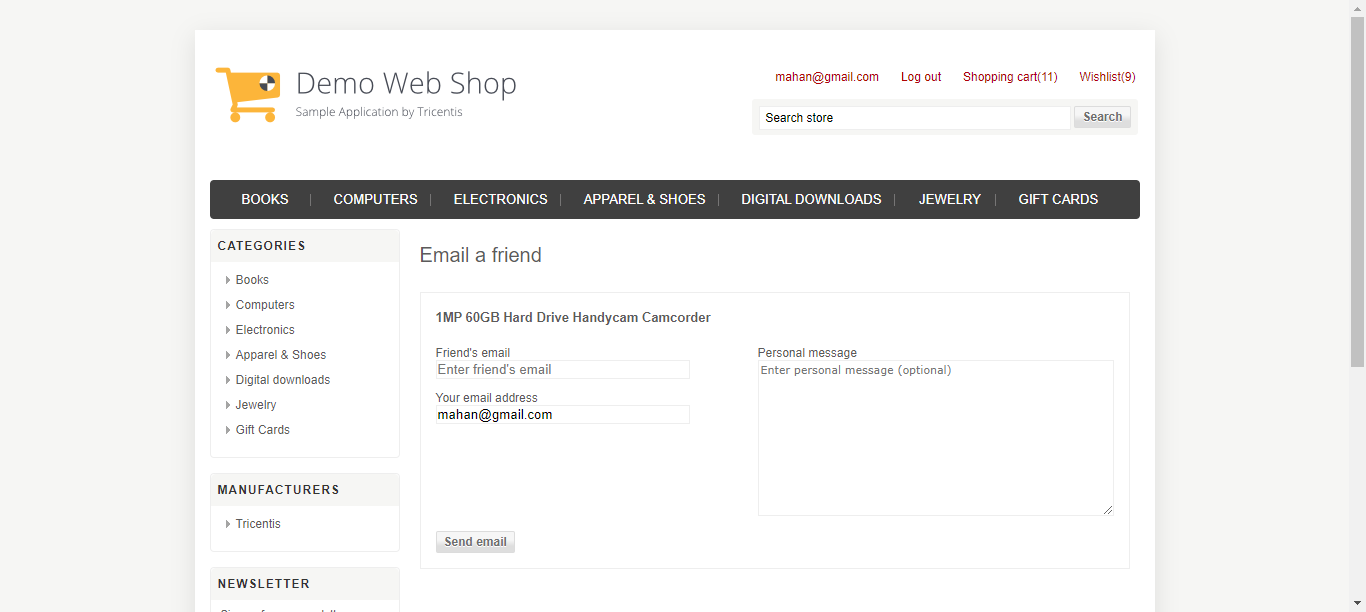 Demo Web Shop
Sample Application by Tricentis
mahan@gmail.com Log out Shopping cart(11) Wishlist(9)
Search store Search
BOOKS COMPUTERS ELECTRONICS APPAREL & SHOES DIGITAL DOWNLOADS JEWELRY GIFT CARDS
CATEGORIES
Books
Computers
Electronics
Apparel & Shoes
Digital downloads
Jewelry
Gift Cards
MANUFACTURERS
Tricentis
NEWSLETTER
Email a friend
1MP 60GB Hard Drive Handycam Camcorder
Friend's email
Enter friend's email
Your email address
mahan@gmail.com
Personal message
Enter personal message (optional)
Send email